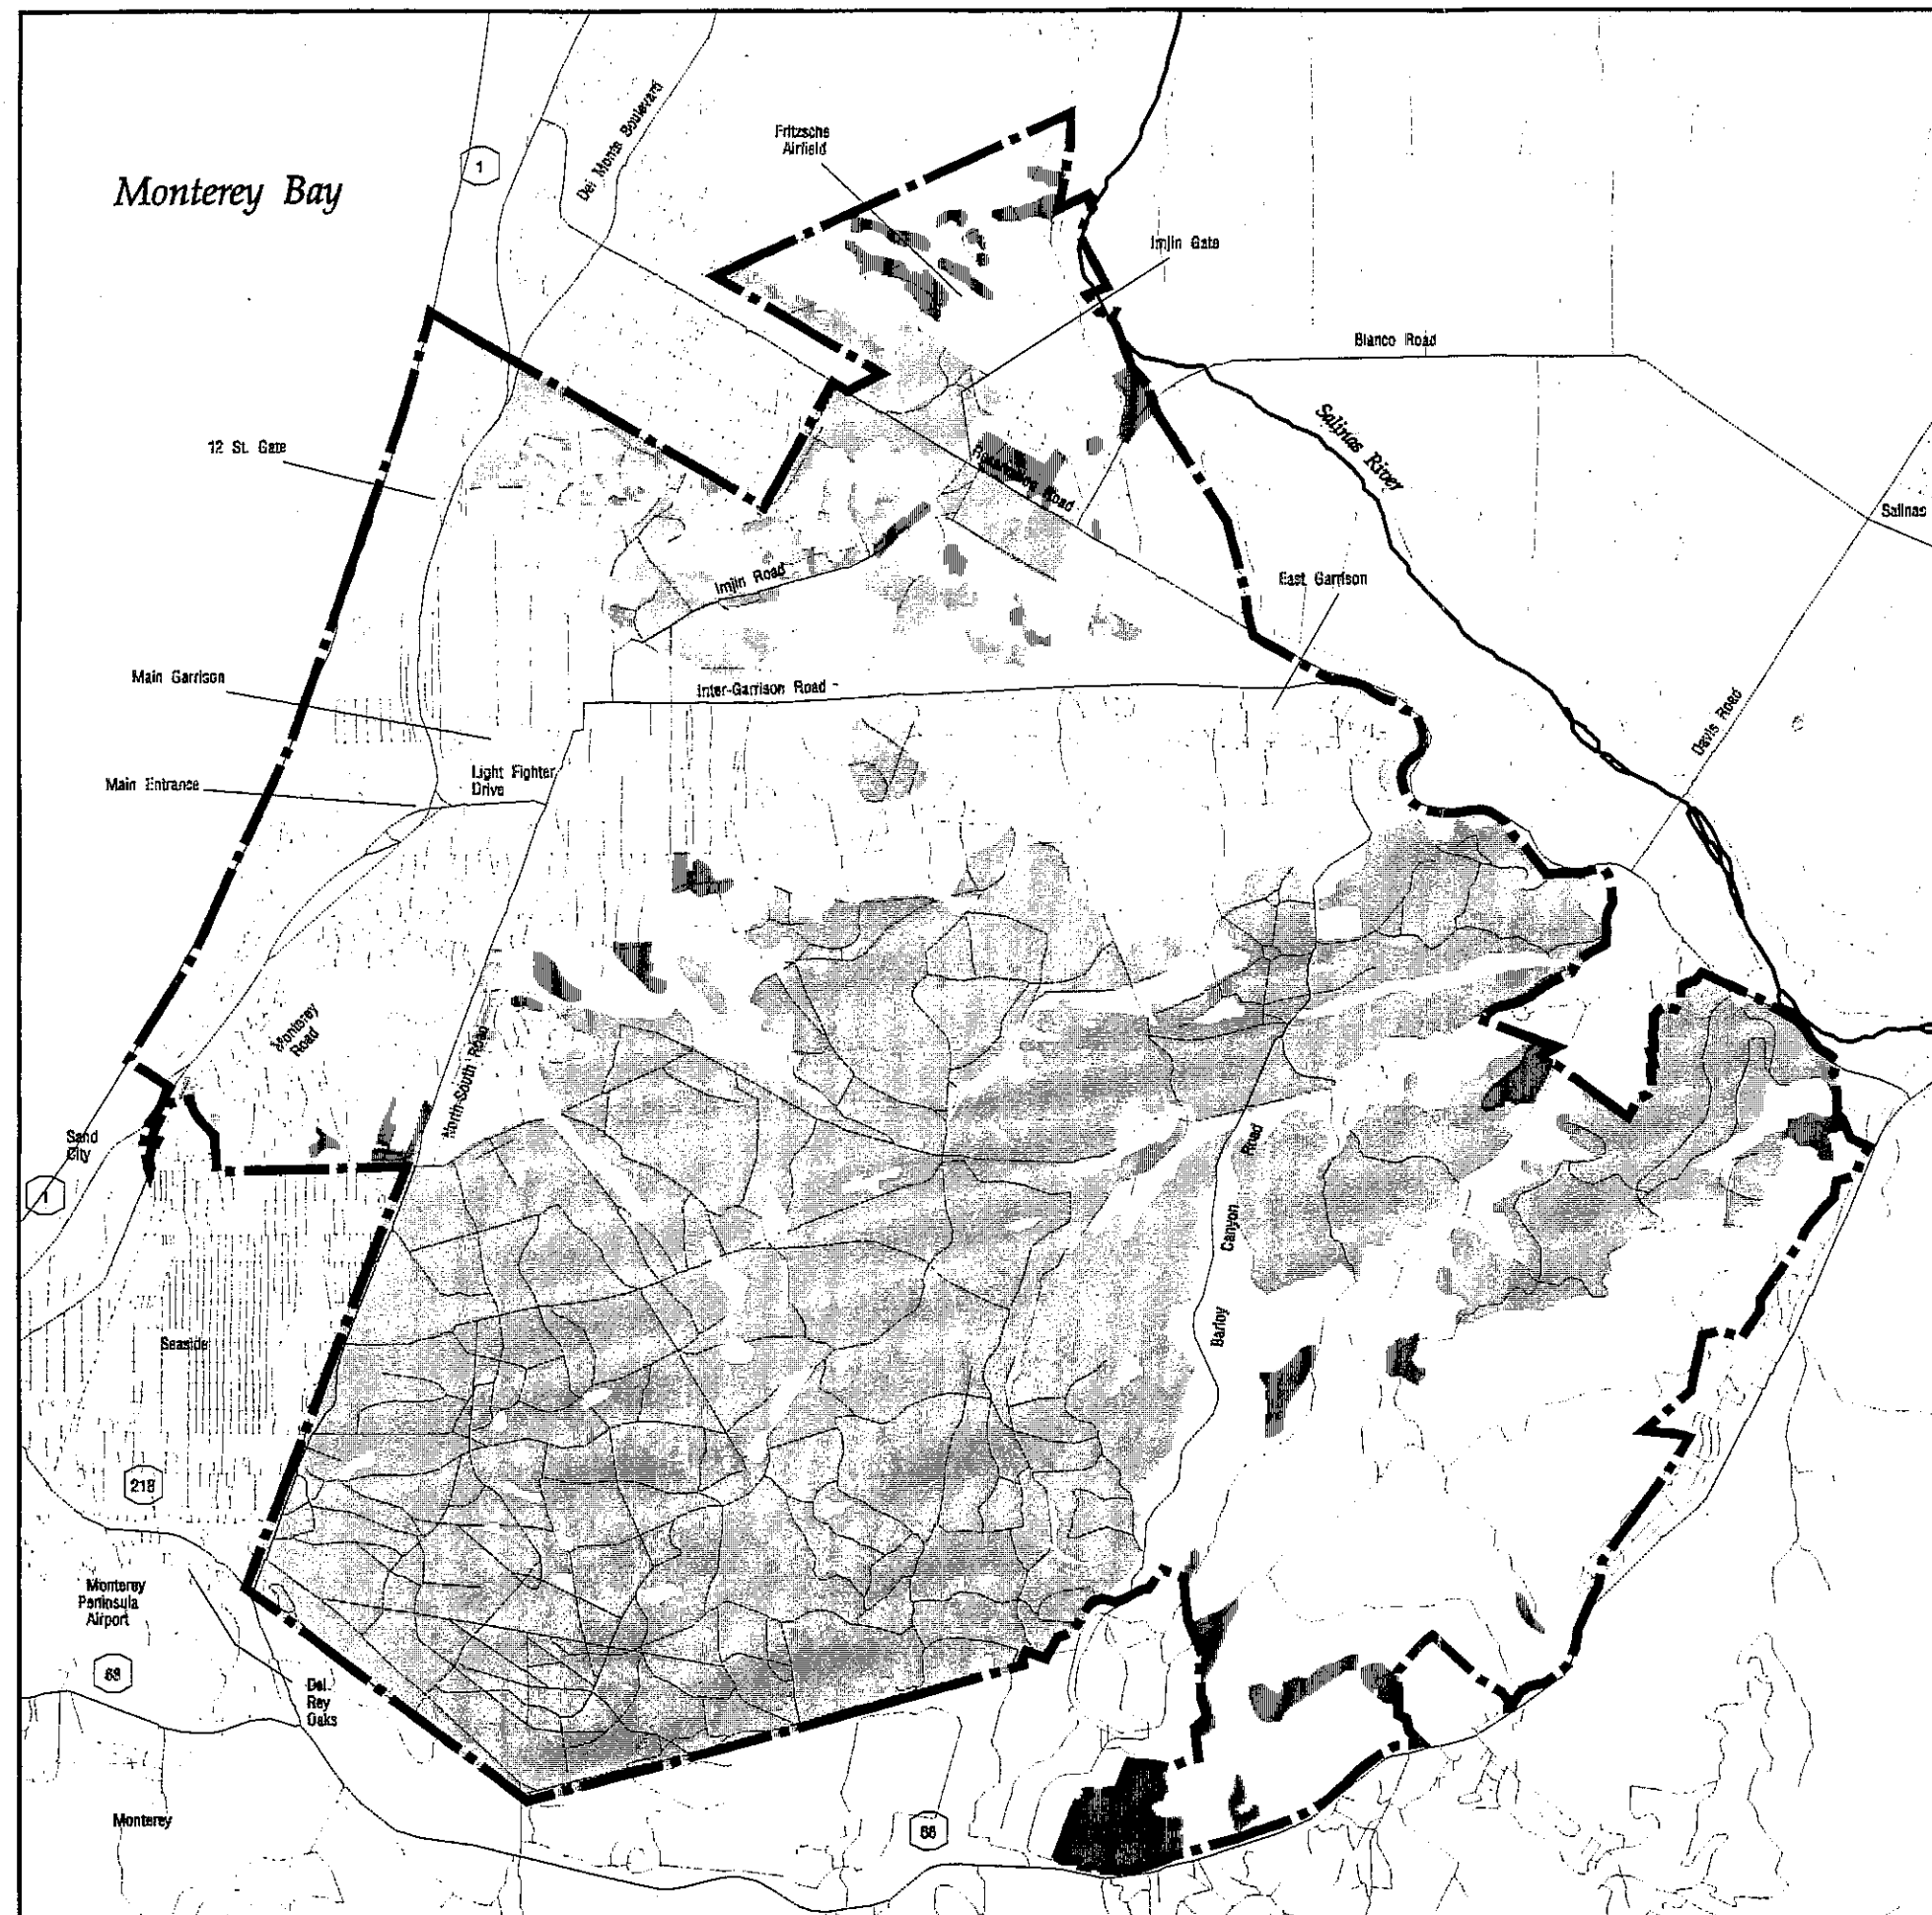 Monterey Bay
1
Del Monte Boulevard
Fritzsche
Airfield
Imjin Gate
Blanco Road
Salinas River
12 St. Gate
Reservation Road
Salinas
Imjin Road
East Garrison
Main Garrison
Inter-Garrison Road
Davis Road
Light Fighter
Drive
Main Entrance
Monterey
Road
North-South Road
Sand
City
1
Barloy Canyon Road
Seaside
218
Monterey
Peninsula
Airport
68
Del
Rey
Oaks
Monterey
68